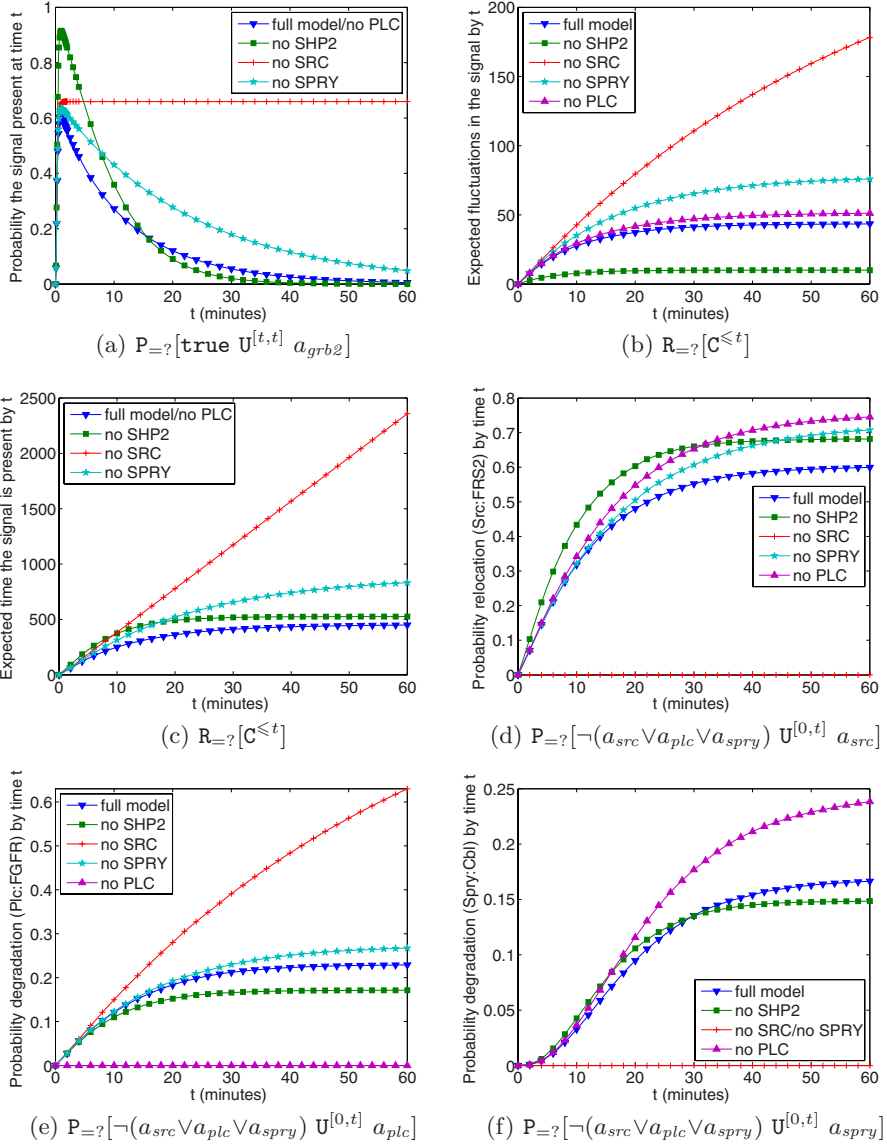 Probability the signal present at time t
1
0.8
0.6
0.4
0.2
0
0 10 20 30 40 50 60
t (minutes)
full model/no PLC
no SHP2
no SRC
no SPRY
(a) P=?[true U[t,t] agrb2]
Expected fluctuations in the signal by t
200
150
100
50
0
0 10 20 30 40 50 60
t (minutes)
full model
no SHP2
no SRC
no SPRY
no PLC
(b) R=?[C⩽t]
Expected time the signal is present by t
2500
2000
1500
1000
500
0
0 10 20 30 40 50 60
t (minutes)
full model/no PLC
no SHP2
no SRC
no SPRY
(c) R=?[C⩽t]
Probability relocation (Src:FRS2) by time t
0.8
0.7
0.6
0.5
0.4
0.3
0.2
0.1
0
0 10 20 30 40 50 60
t (minutes)
full model
no SHP2
no SRC
no SPRY
no PLC
(d) P=?[¬(asrc∨aplc∨aspry) U[0,t] asrc]
Probability degradation (Plc:FGFR) by time t
0.6
0.5
0.4
0.3
0.2
0.1
0
0 10 20 30 40 50 60
t (minutes)
full model
no SHP2
no SRC
no SPRY
no PLC
(e) P=?[¬(asrc∨aplc∨aspry) U[0,t] aplc]
Probability degradation (Spry:Cbl) by time t
0.25
0.2
0.15
0.1
0.05
0
0 10 20 30 40 50 60
t (minutes)
full model
no SHP2
no SRC/no SPRY
no PLC
(f) P=?[¬(asrc∨aplc∨aspry) U[0,t] aspry]